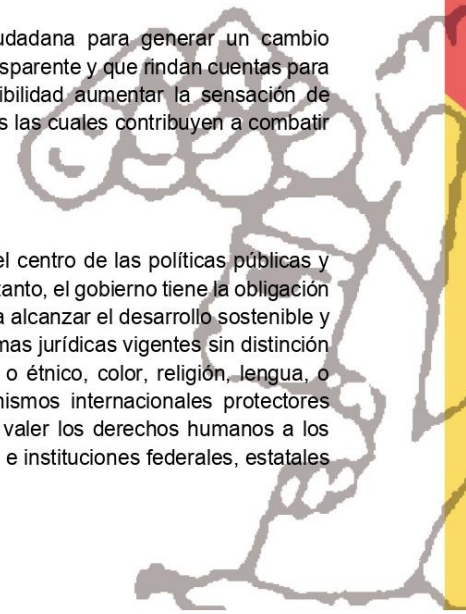 udadana para generar un cambio
sparente y que rindan cuentas para
ibilidad aumentar la sensación de
s las cuales contribuyen a combatir
el centro de las políticas públicas y
tanto, el gobierno tiene la obligación
a alcanzar el desarrollo sostenible y
mas jurídicas vigentes sin distinción
o étnico, color, religión, lengua, o
nismos internacionales protectores
valer los derechos humanos a los
e instituciones federales, estatales